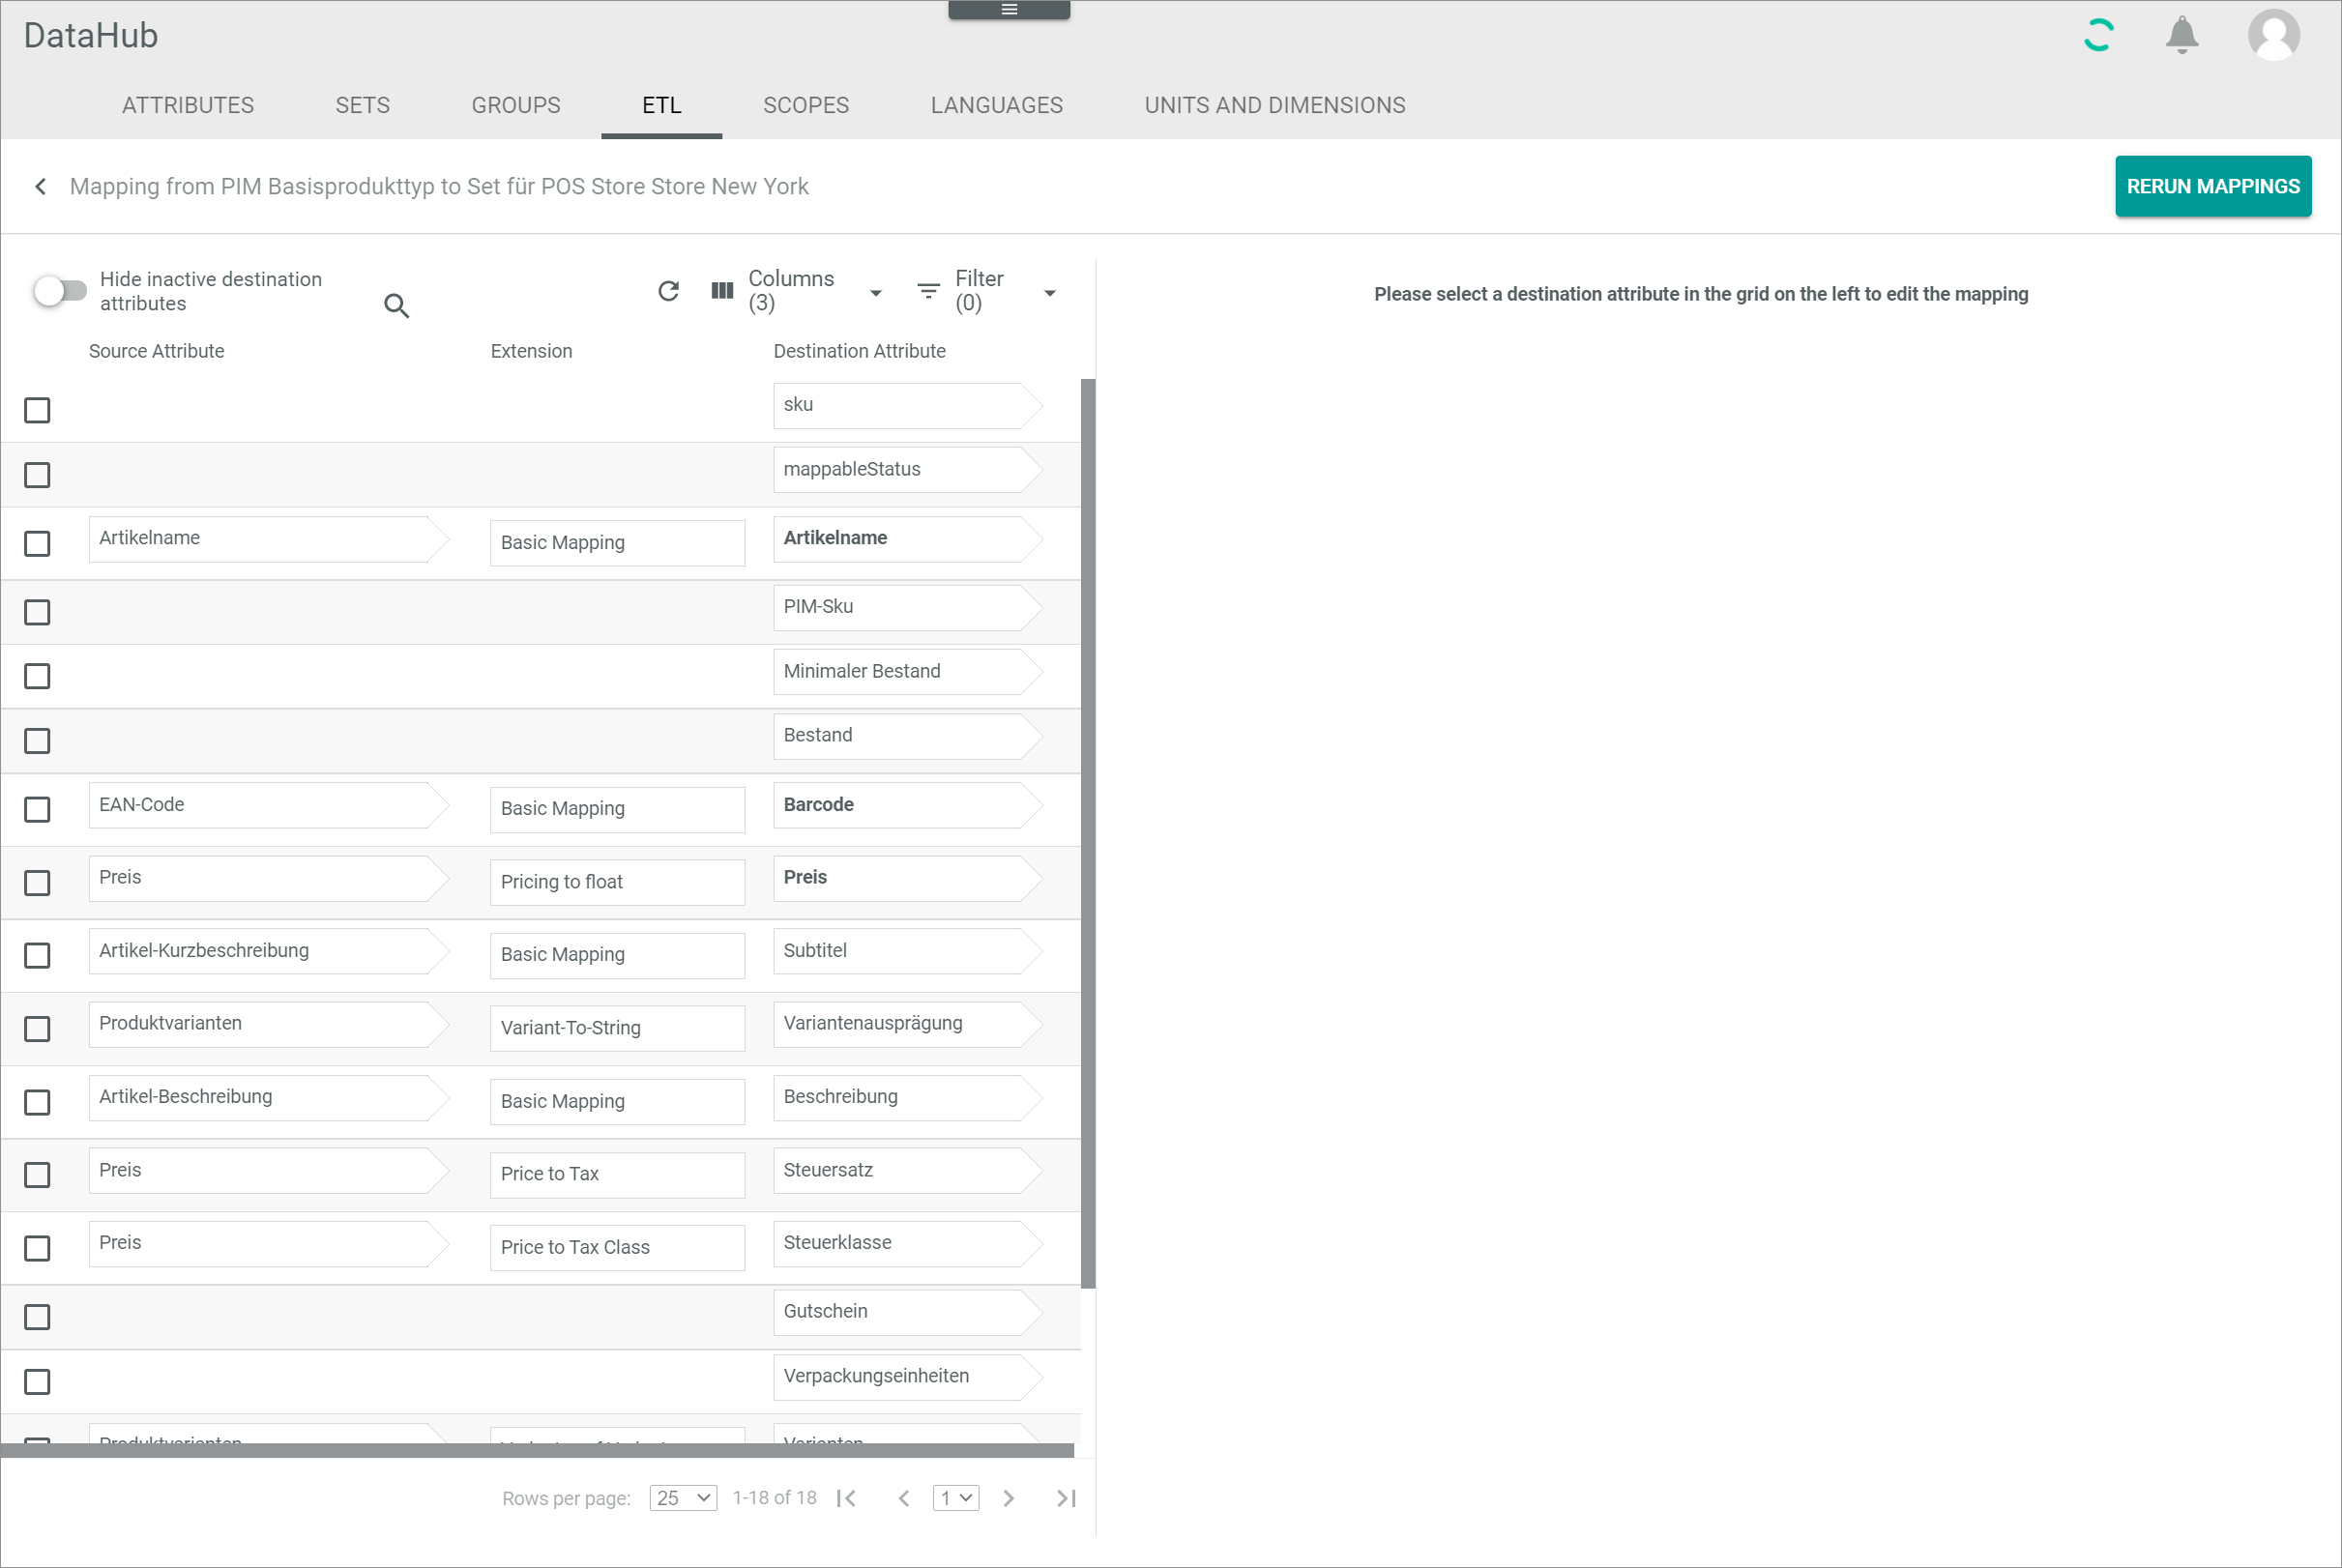 DataHub
ATTRIBUTES SETS GROUPS ETL SCOPES LANGUAGES UNITS AND DIMENSIONS
Mapping from PIM Basisprodukttyp to Set für POS Store Store New York
RERUN MAPPINGS
Hide inactive destination
attributes
Columns
(3)
Filter
(0)
Please select a destination attribute in the grid on the left to edit the mapping
Source Attribute Extension Destination Attribute
sku
mappableStatus
Artikelname Basic Mapping Artikelname
PIM-Sku
Minimaler Bestand
Bestand
EAN-Code Basic Mapping Barcode
Preis Pricing to float Preis
Artikel-Kurzbeschreibung Basic Mapping Subtitel
Produktvarianten Variant-To-String Variantenausprägung
Artikel-Beschreibung Basic Mapping Beschreibung
Preis Price to Tax Steuersatz
Preis Price to Tax Class Steuerklasse
Gutschein
Verpackungseinheiten
Produktvarianten Varianten
Rows per page: 25 1-18 of 18 1